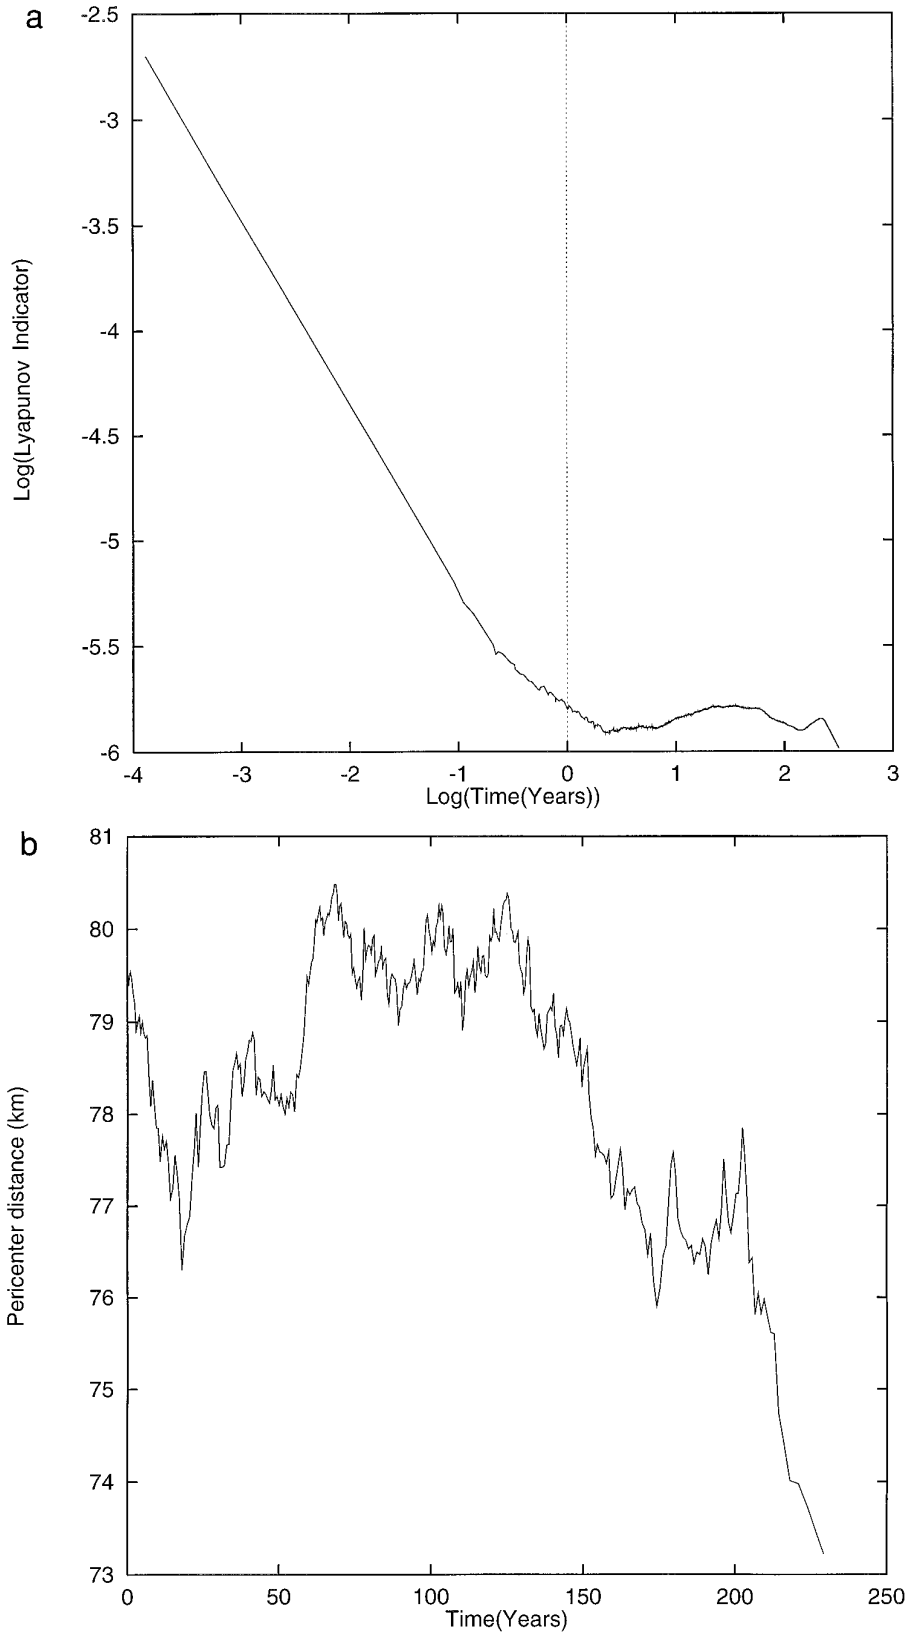 a
-2.5
-3
-3.5
-4
-4.5
-5
-5.5
-6
Log(Lyapunov Indicator)
-4 -3 -2 -1 0 1 2 3
Log(Time(Years))
b
81
80
79
78
77
76
75
74
73
Pericenter distance (km)
0 50 100 150 200 250
Time(Years)